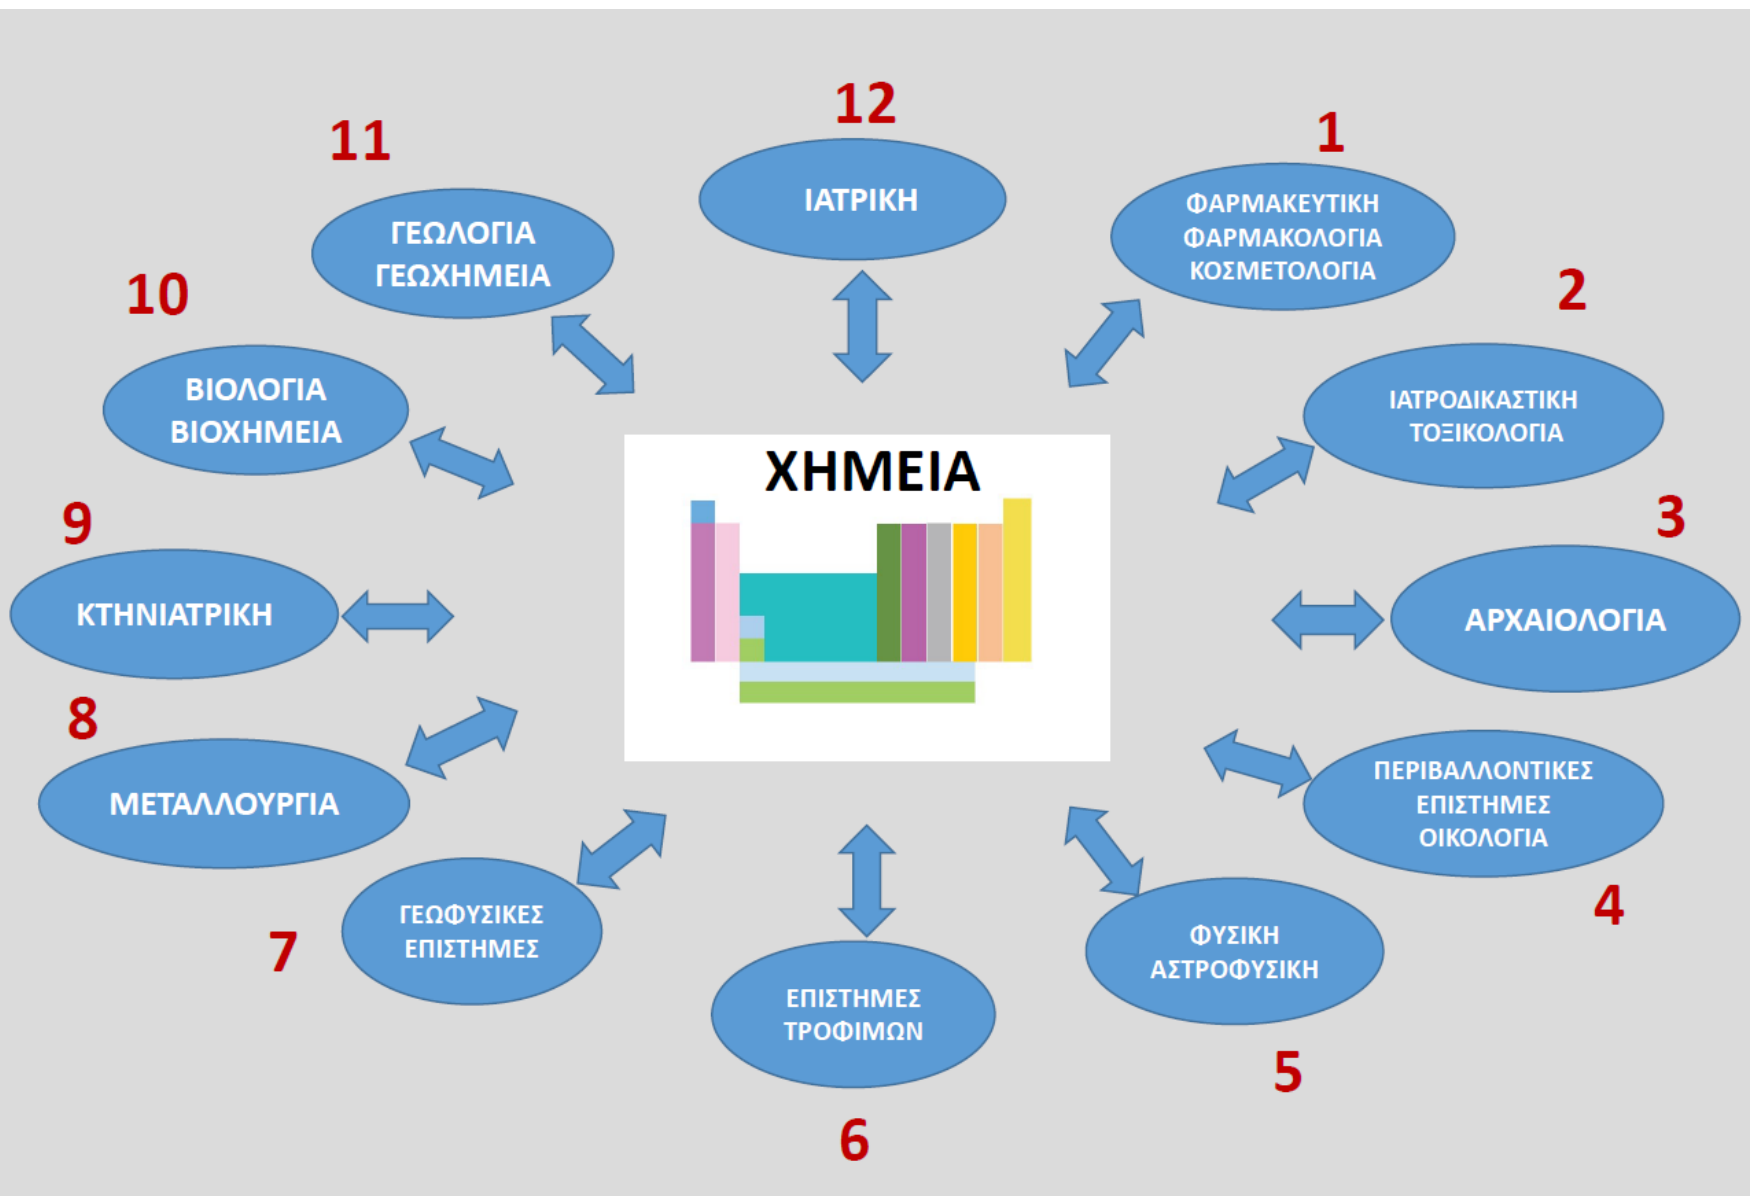 12
ΙΑΤΡΙΚΗ
1
ΦΑΡΜΑΚΕΥΤΙΚΗ
ΦΑΡΜΑΚΟΛΟΓΙΑ
ΚΟΣΜΕΤΟΛΟΓΙΑ
2
ΙΑΤΡΟΔΙΚΑΣΤΙΚΗ
ΤΟΞΙΚΟΛΟΓΙΑ
3
ΑΡΧΑΙΟΛΟΓΙΑ
ΠΕΡΙΒΑΛΛΟΝΤΙΚΕΣ
ΕΠΙΣΤΗΜΕΣ
ΟΙΚΟΛΟΓΙΑ
4
ΦΥΣΙΚΗ
ΑΣΤΡΟΦΥΣΙΚΗ
5
ΕΠΙΣΤΗΜΕΣ
ΤΡΟΦΙΜΩΝ
6
ΓΕΩΦΥΣΙΚΕΣ
ΕΠΙΣΤΗΜΕΣ
7
8
ΜΕΤΑΛΛΟΥΡΓΙΑ
9
ΚΤΗΝΙΑΤΡΙΚΗ
10
ΒΙΟΛΟΓΙΑ
ΒΙΟΧΗΜΕΙΑ
11
ΓΕΩΛΟΓΙΑ
ΓΕΩΧΗΜΕΙΑ
ΧΗΜΕΙΑ